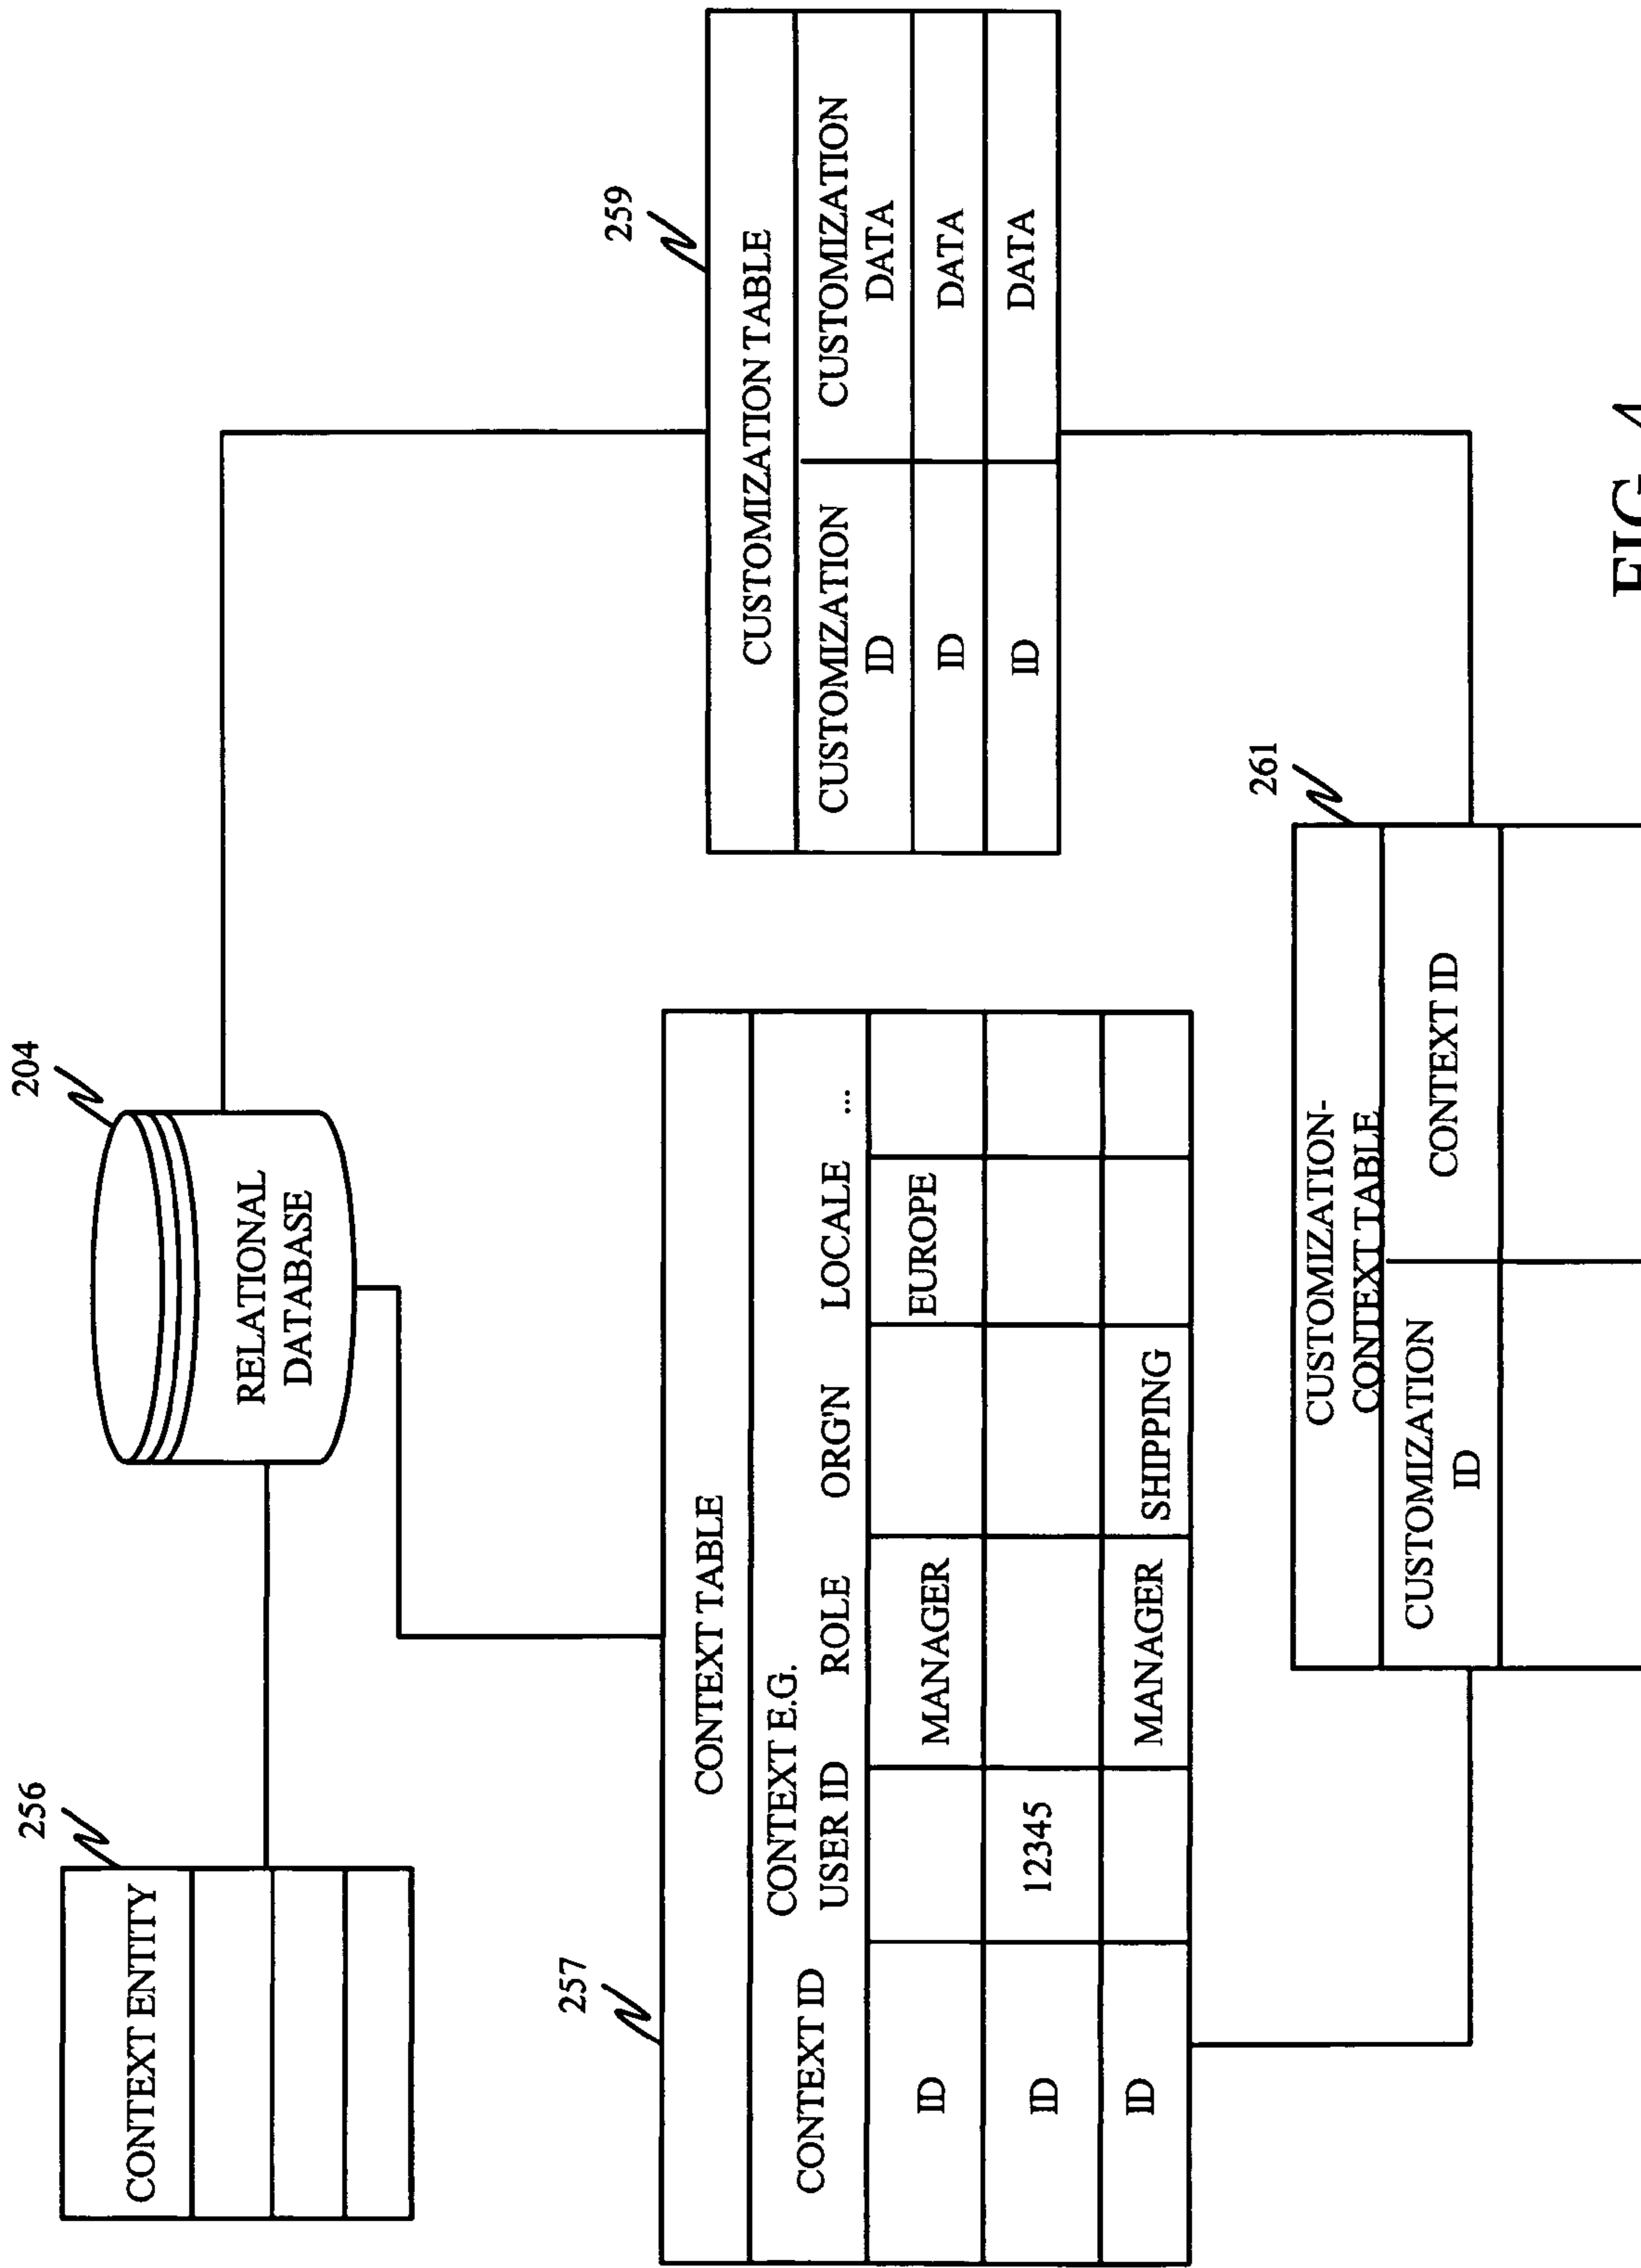 204
256
CONTEXT ENTITY
RELATIONAL
DATABASE
259
CUSTOMIZATION TABLE
CUSTOMIZATION
ID
CUSTOMIZATION
DATA
ID
DATA
ID
DATA
257
CONTEXT TABLE
CONTEXT ID
CONTEXT E.G.
USER ID
ROLE
ORG'N
LOCALE
...
ID
MANAGER
EUROPE
ID
12345
ID
MANAGER
SHIPPING
261
CUSTOMIZATION-
CONTEXT TABLE
CUSTOMIZATION
ID
CONTEXT ID
FIG. 4